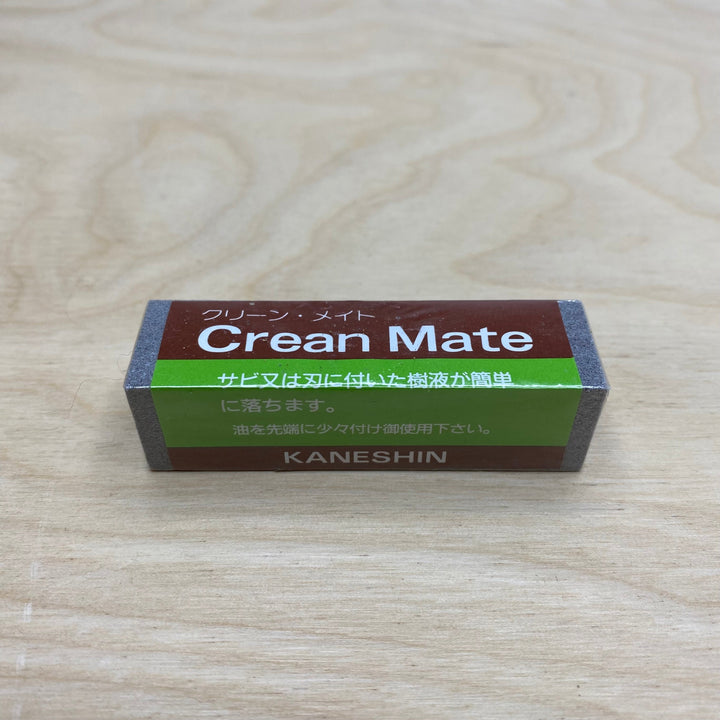 クリーン・メイト
Crean Mate
サビ又は刃に付いた樹液が簡単
に落ちます。
油を先端に少々付け御使用下さい。
KANESHIN